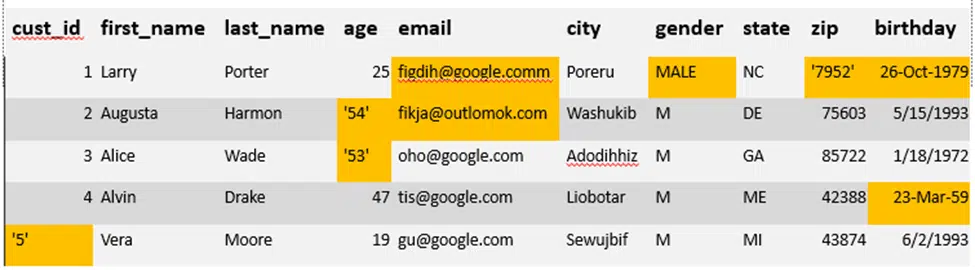 cust_id first_name last_name age email city gender state zip birthday
1 Larry Porter 25 figdih@google.comm Poreru MALE NC '7952' 26-Oct-1979
2 Augusta Harmon '54' fikja@outlomok.com Washukib M DE 75603 5/15/1993
3 Alice Wade '53' oho@google.com Adodihhiz M GA 85722 1/18/1972
4 Alvin Drake 47 tis@google.com Liobotar M ME 42388 23-Mar-59
'5' Vera Moore 19 gu@google.com Sewujbif M MI 43874 6/2/1993